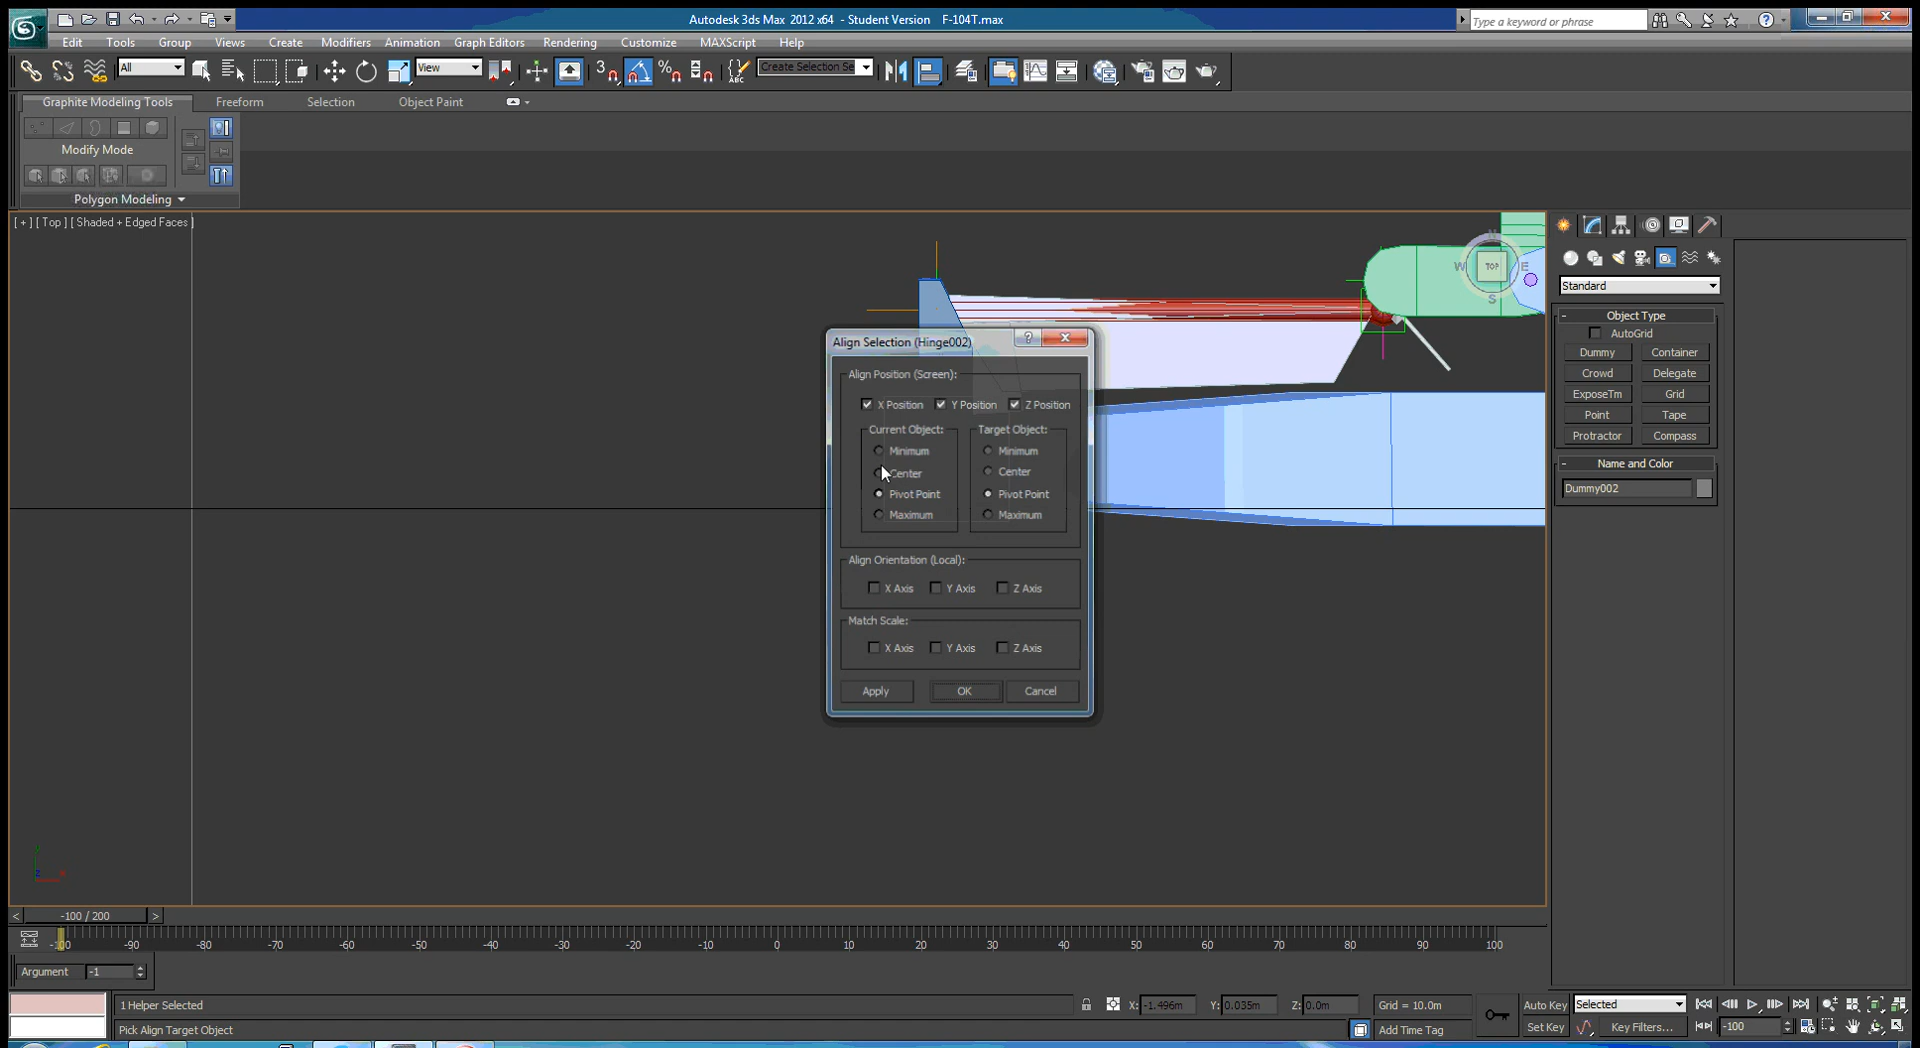 Autodesk 3ds Max 2012 x64 - Student Version F-104T.max
Type a keyword or phrase
Edit Tools Group Views Create Modifiers Animation Graph Editors Rendering Customize MAXScript Help
All View Create Selection Se
Graphite Modeling Tools Freeform Selection Object Paint
Modify Mode
Polygon Modeling
[ + ] [ Top ] [ Shaded + Edged Faces ]
W TOP E
S
Standard
Object Type
AutoGrid
Dummy Container
Crowd Delegate
ExposeTm Grid
Point Tape
Protractor Compass
Name and Color
Dummy002
Align Selection (Hinge002)
Align Position (Screen):
X Position Y Position Z Position
Current Object: Target Object:
Minimum Minimum
Center Center
Pivot Point Pivot Point
Maximum Maximum
Align Orientation (Local):
X Axis Y Axis Z Axis
Match Scale:
X Axis Y Axis Z Axis
Apply OK Cancel
< -100 / 200 >
-100 -90 -80 -70 -60 -50 -40 -30 -20 -10 0 10 20 30 40 50 60 70 80 90 100
Argument -1
1 Helper Selected X: -1.496m Y: 0.035m Z: 0.0m Grid = 10.0m Auto Key Selected
Pick Align Target Object Add Time Tag Set Key Key Filters... -100